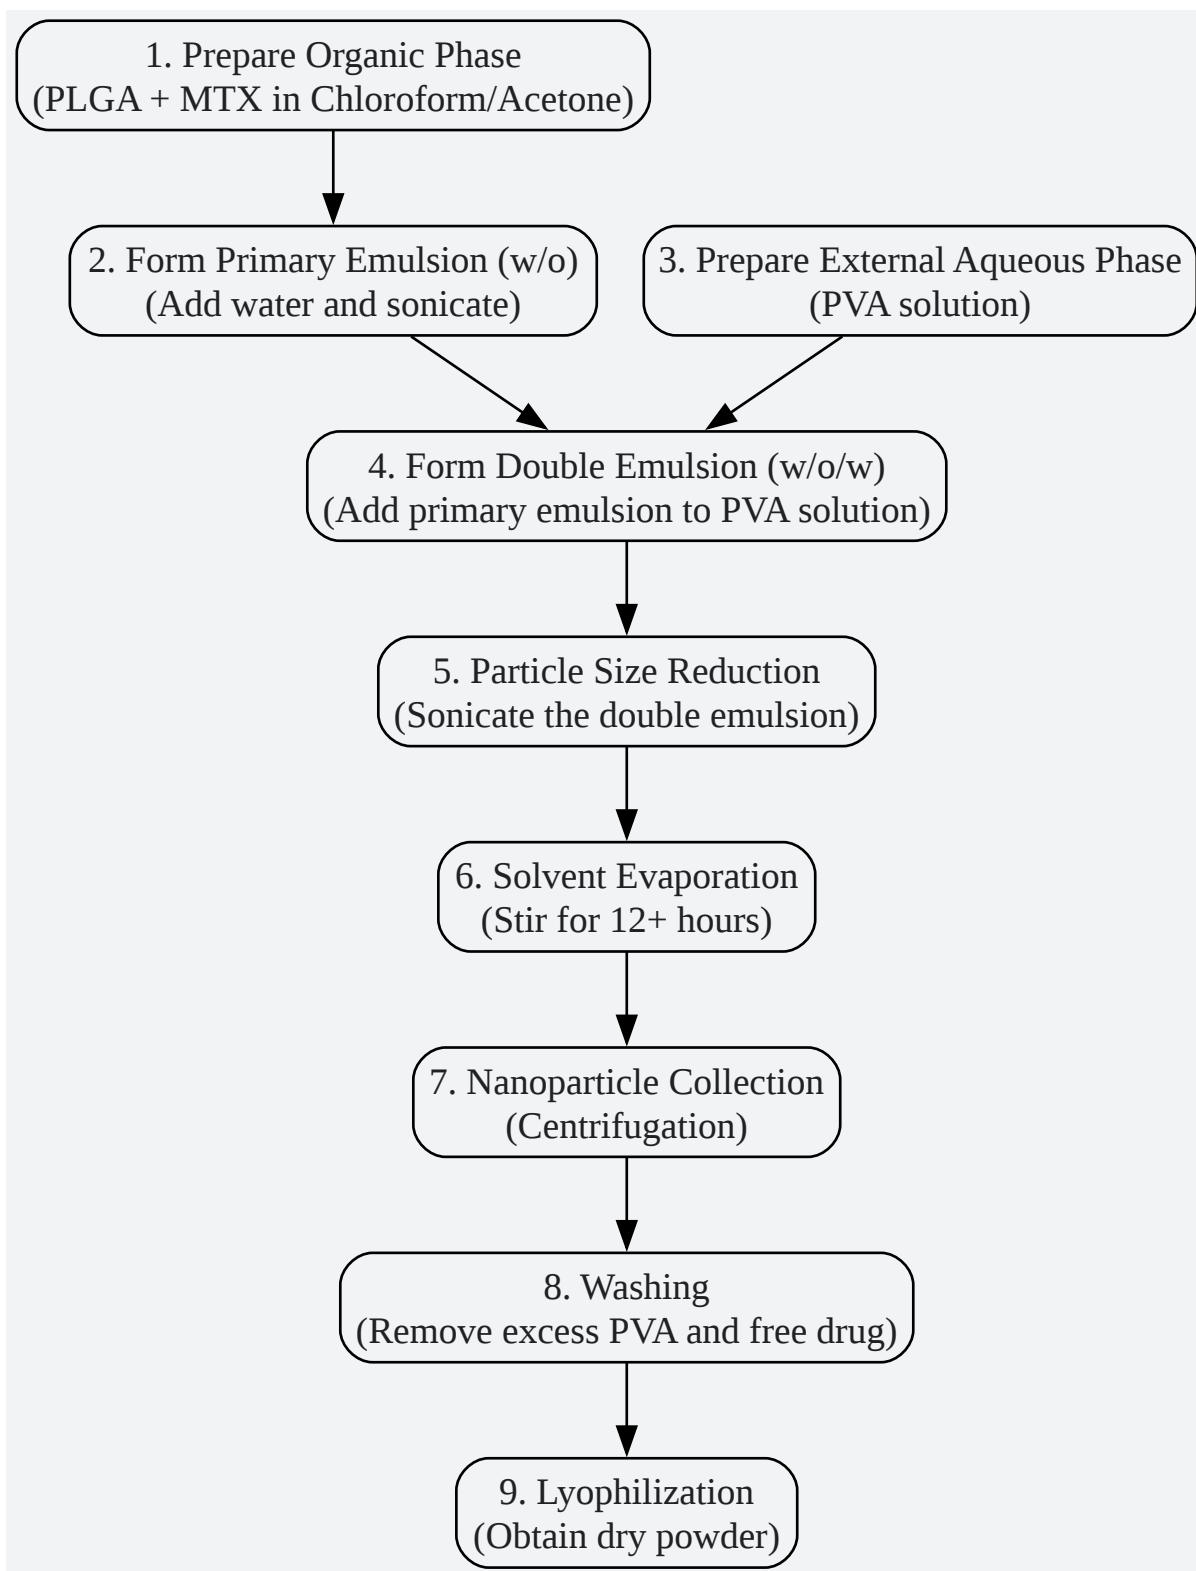 1. Prepare Organic Phase
(PLGA + MTX in Chloroform/Acetone)
2. Form Primary Emulsion (w/o)
(Add water and sonicate)
3. Prepare External Aqueous Phase
(PVA solution)
4. Form Double Emulsion (w/o/w)
(Add primary emulsion to PVA solution)
5. Particle Size Reduction
(Sonicate the double emulsion)
6. Solvent Evaporation
(Stir for 12+ hours)
7. Nanoparticle Collection
(Centrifugation)
8. Washing
(Remove excess PVA and free drug)
9. Lyophilization
(Obtain dry powder)